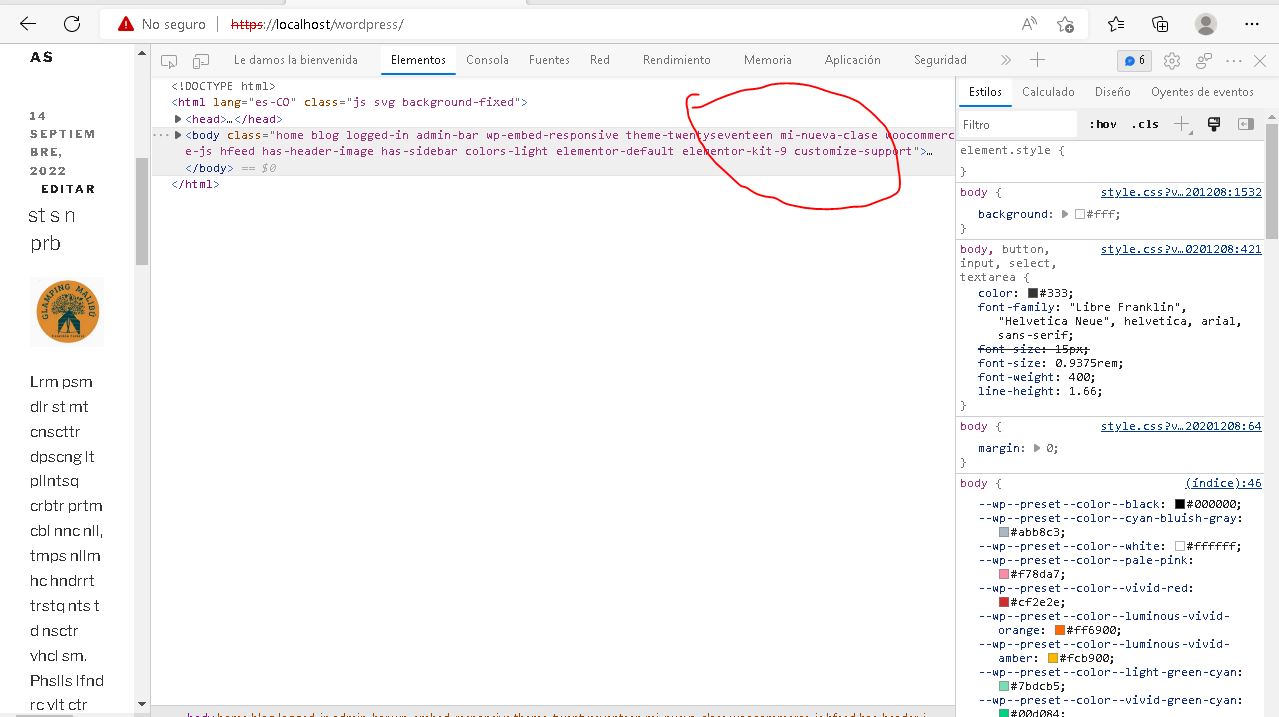 No seguro
https://localhost/wordpress/
6
Le damos la bienvenida
Elementos
Consola
Fuentes
Red
Rendimiento
Memoria
Aplicación
Seguridad
AS
14
SEPTIEM
BRE,
2022
EDITAR
st s n
prb
GLAMPING MALIBÚ
Lrm psm
dlr st mt
cnscttr
dpscng lt
pllntsq
crbtr prtm
cbl nnc nll,
tmps nllm
hc hndrrt
trstq nts t
d nsctr
vhcl sm.
Phslls lfnd
rc vlt ctr
<!DOCTYPE html>
<html lang="es-CO" class="js svg background-fixed">
<head>…</head>
<body class="home blog logged-in admin-bar wp-embed-responsive theme-twentyseventeen mi-nueva-clase woocommerc
e-js hfeed has-header-image has-sidebar colors-light elementor-default elementor-kit-9 customize-support">…
</body> == $0
</html>
Estilos
Calculado
Diseño
Oyentes de eventos
Filtro
:hov
.cls
element.style {
}
body {
style.css?v…201208:1532
background: #fff;
}
body, button,
style.css?v…0201208:421
input, select,
textarea {
color: #333;
font-family: "Libre Franklin",
"Helvetica Neue", helvetica, arial,
sans-serif;
font-size: 15px;
font-size: 0.9375rem;
font-weight: 400;
line-height: 1.66;
}
body {
style.css?v…20201208:64
margin: 0;
}
body {
(índice):46
--wp--preset--color--black: #000000;
--wp--preset--color--cyan-bluish-gray:
#abb8c3;
--wp--preset--color--white: #ffffff;
--wp--preset--color--pale-pink:
#f78da7;
--wp--preset--color--vivid-red:
#cf2e2e;
--wp--preset--color--luminous-vivid-
orange: #ff6900;
--wp--preset--color--luminous-vivid-
amber: #fcb900;
--wp--preset--color--light-green-cyan:
#7bdcb5;
--wp--preset--color--vivid-green-cyan:
#00d084;